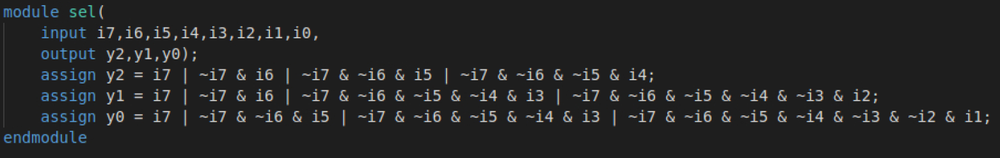 module sel(
input i7,i6,i5,i4,i3,i2,i1,i0,
output y2,y1,y0);
assign y2 = i7 | ~i7 & i6 | ~i7 & ~i6 & i5 | ~i7 & ~i6 & ~i5 & i4;
assign y1 = i7 | ~i7 & i6 | ~i7 & ~i6 & ~i5 & ~i4 & i3 | ~i7 & ~i6 & ~i5 & ~i4 & ~i3 & i2;
assign y0 = i7 | ~i7 & ~i6 & i5 | ~i7 & ~i6 & ~i5 & ~i4 & i3 | ~i7 & ~i6 & ~i5 & ~i4 & ~i3 & ~i2 & i1;
endmodule